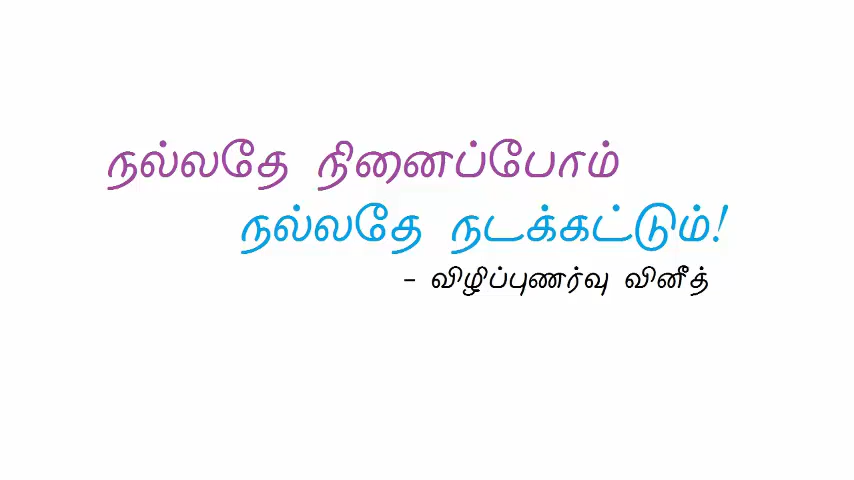 நல்லதே நினைப்போம்
நல்லதே நடக்கட்டும்!
- விழிப்புணர்வு வினீத்